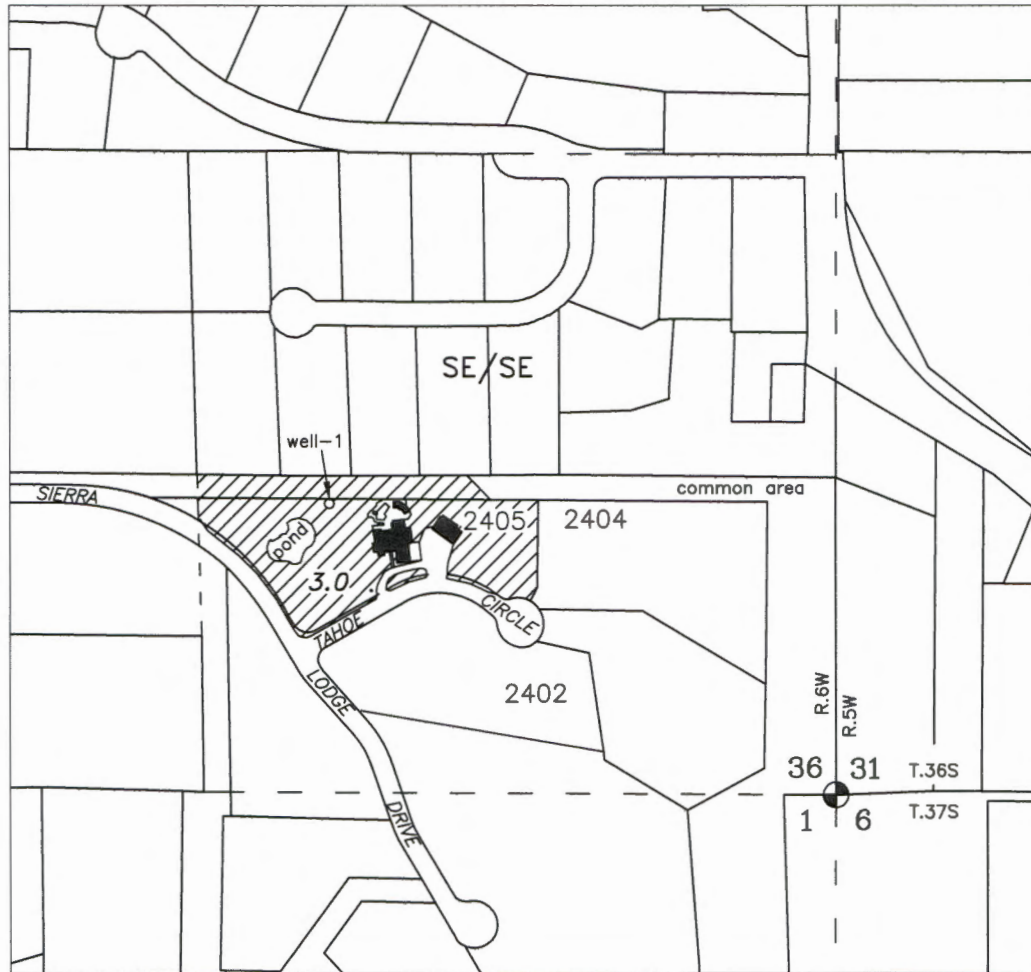 SE/SE
well-1
SIERRA
common area
2405
2404
pond
3.0
CIRCLE
TAHOE
LODGE
2402
R.6W
R.5W
36
31
T.36S
1
6
T.37S
DRIVE